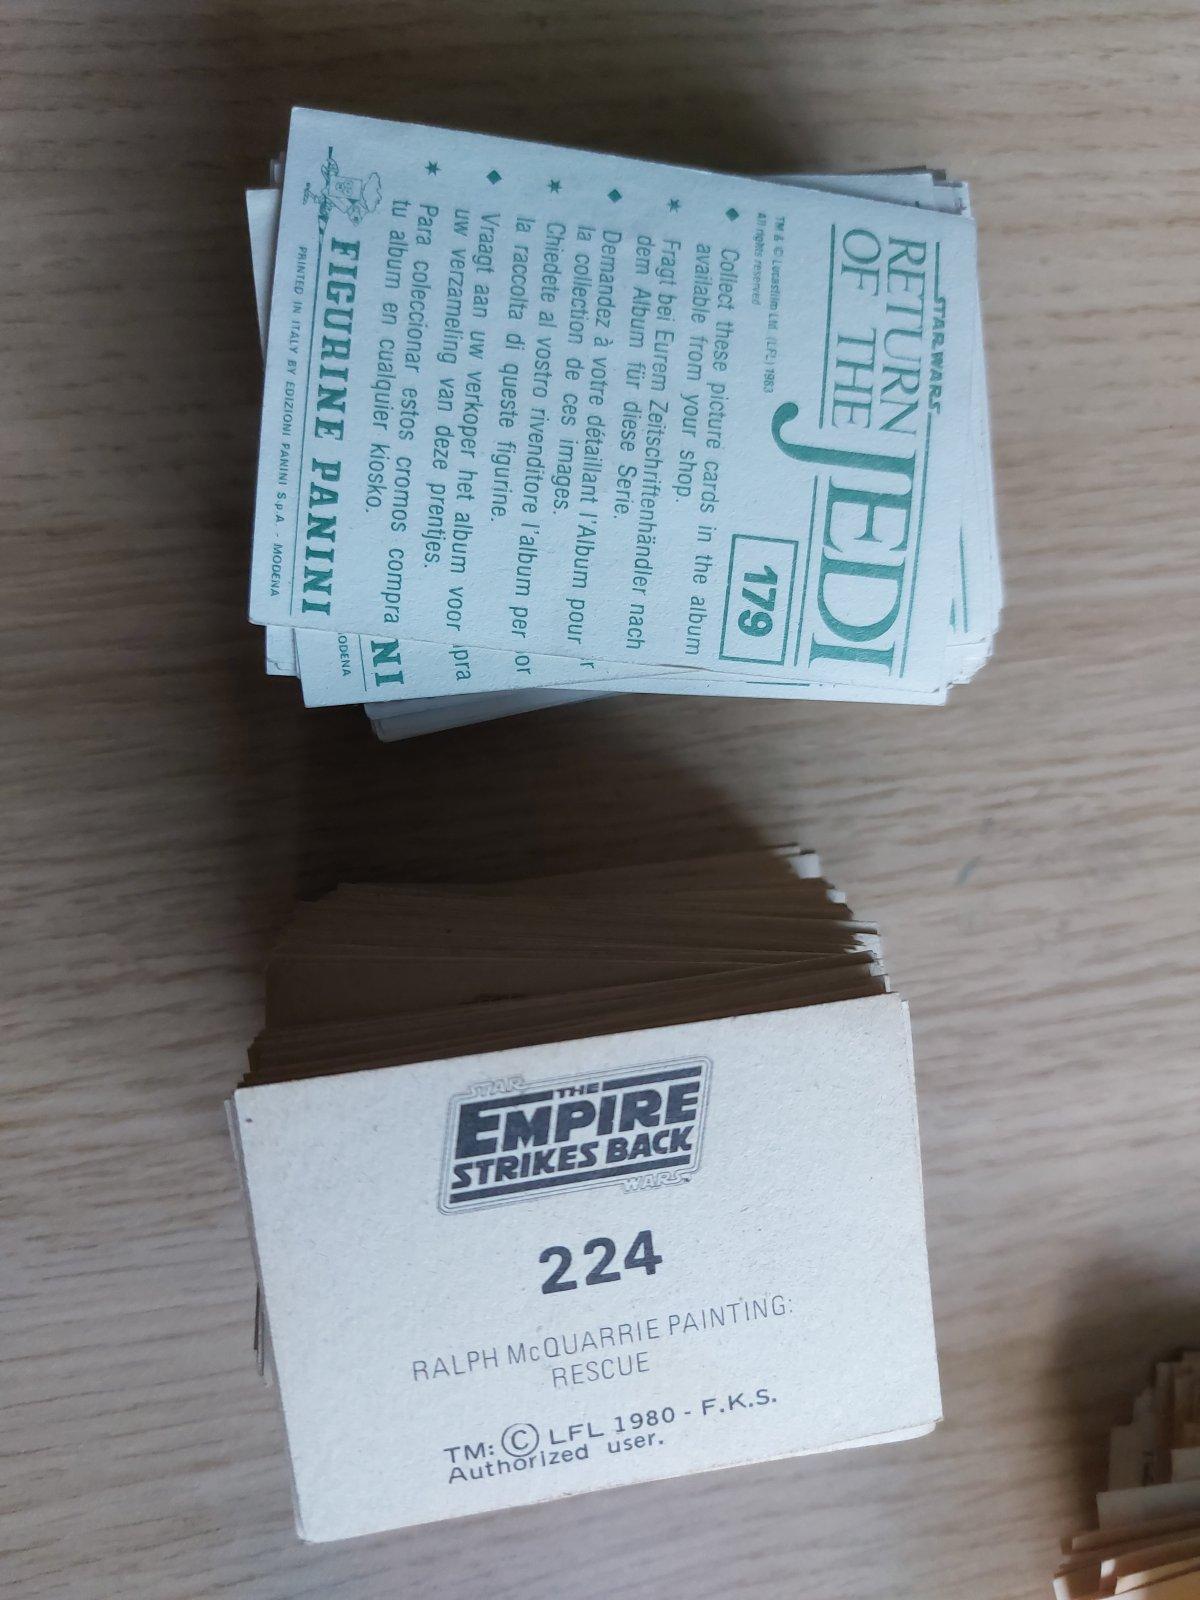 STAR WARS
RETURN
OF THE
JEDI
TM & © Lucasfilm Ltd. (LFL) 1983
All rights reserved
179
◆ Collect these picture cards in the album
available from your shop.
★ Fragt bei Eurem Zeitschriftenhändler nach
dem Album für diese Serie.
◆ Demandez à votre détaillant l'Album pour
la collection de ces images.
★ Chiedete al vostro rivenditore l'album per
la raccolta di queste figurine.
◆ Vraagt aan uw verkoper het album voor
uw verzameling van deze prentjes.
★ Para coleccionar estos cromos compra
tu album en cualquier kiosko.
FIGURINE PANINI
PRINTED IN ITALY BY EDIZIONI PANINI S.p.A. - MODENA
r
or
pra
NI
ODENA
STAR
THE
EMPIRE
STRIKES BACK
WARS
224
RALPH McQUARRIE PAINTING:
RESCUE
TM: © LFL 1980 - F.K.S.
Authorized user.